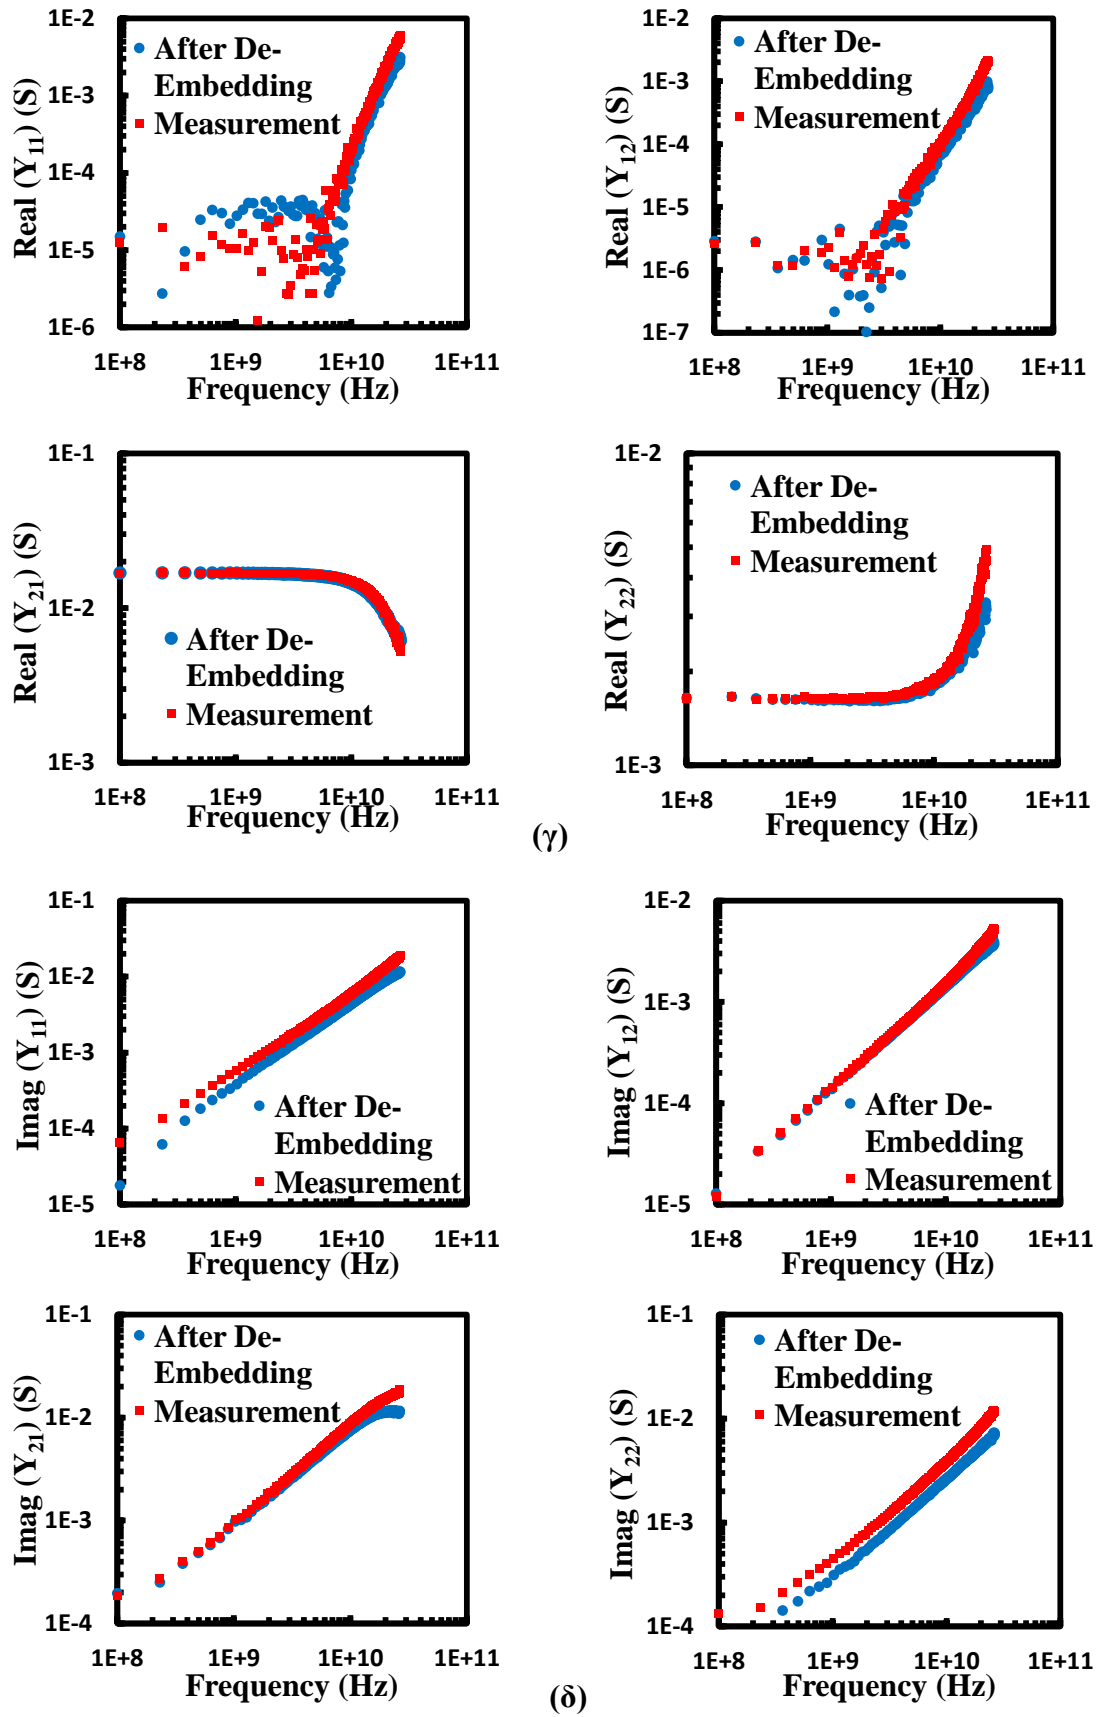 1E-2
1E-3
1E-4
1E-5
1E-6
Real (Y11) (S)
After De-
Embedding
Measurement
1E+8 1E+9 1E+10 1E+11
Frequency (Hz)
1E-2
1E-3
1E-4
1E-5
1E-6
1E-7
Real (Y12) (S)
After De-
Embedding
Measurement
1E+8 1E+9 1E+10 1E+11
Frequency (Hz)
1E-1
1E-2
1E-3
Real (Y21) (S)
After De-
Embedding
Measurement
1E+8 1E+9 1E+10 1E+11
Frequency (Hz)
1E-2
1E-3
Real (Y22) (S)
After De-
Embedding
Measurement
1E+8 1E+9 1E+10 1E+11
Frequency (Hz)
(γ)
1E-1
1E-2
1E-3
1E-4
1E-5
Imag (Y11) (S)
After De-
Embedding
Measurement
1E+8 1E+9 1E+10 1E+11
Frequency (Hz)
1E-2
1E-3
1E-4
1E-5
Imag (Y12) (S)
After De-
Embedding
Measurement
1E+8 1E+9 1E+10 1E+11
Frequency (Hz)
1E-1
1E-2
1E-3
1E-4
Imag (Y21) (S)
After De-
Embedding
Measurement
1E+8 1E+9 1E+10 1E+11
Frequency (Hz)
1E-1
1E-2
1E-3
1E-4
Imag (Y22) (S)
After De-
Embedding
Measurement
1E+8 1E+9 1E+10 1E+11
Frequency (Hz)
(δ)